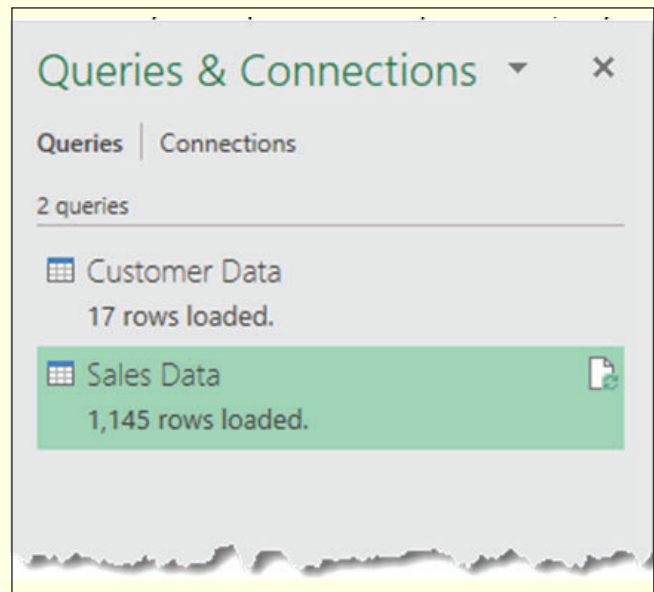 Queries & Connections
Queries | Connections
2 queries
Customer Data
17 rows loaded.
Sales Data
1,145 rows loaded.